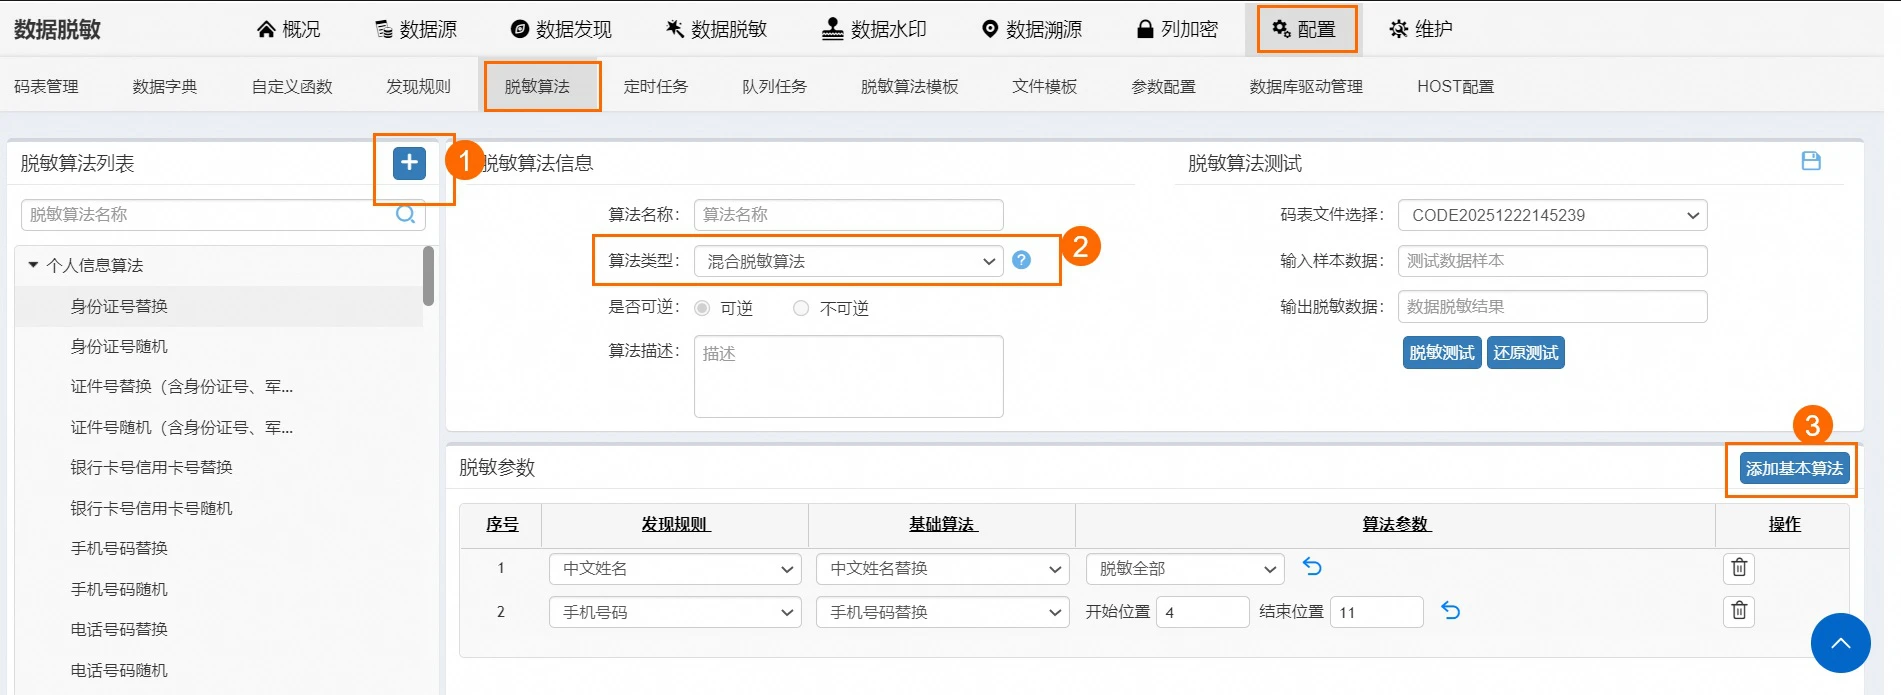 数据脱敏 概况 数据源 数据发现 数据脱敏 数据水印 数据溯源 列加密 配置 维护
码表管理 数据字典 自定义函数 发现规则 脱敏算法 定时任务 队列任务 脱敏算法模板 文件模板 参数配置 数据库驱动管理 HOST配置
脱敏算法列表
1
脱敏算法名称
个人信息算法
身份证号替换
身份证号随机
证件号替换（含身份证号、军...
证件号随机（含身份证号、军...
银行卡号信用卡号替换
银行卡号信用卡号随机
手机号码替换
手机号码随机
电话号码替换
电话号码随机
脱敏算法信息
算法名称： 算法名称
算法类型： 混合脱敏算法 ?
2
是否可逆： 可逆 不可逆
算法描述： 描述
脱敏算法测试
码表文件选择： CODE20251222145239
输入样本数据： 测试数据样本
输出脱敏数据： 数据脱敏结果
脱敏测试 还原测试
3
脱敏参数 添加基本算法
序号 发现规则 基础算法 算法参数 操作
1 中文姓名 中文姓名替换 脱敏全部
2 手机号码 手机号码替换 开始位置 4 结束位置 11